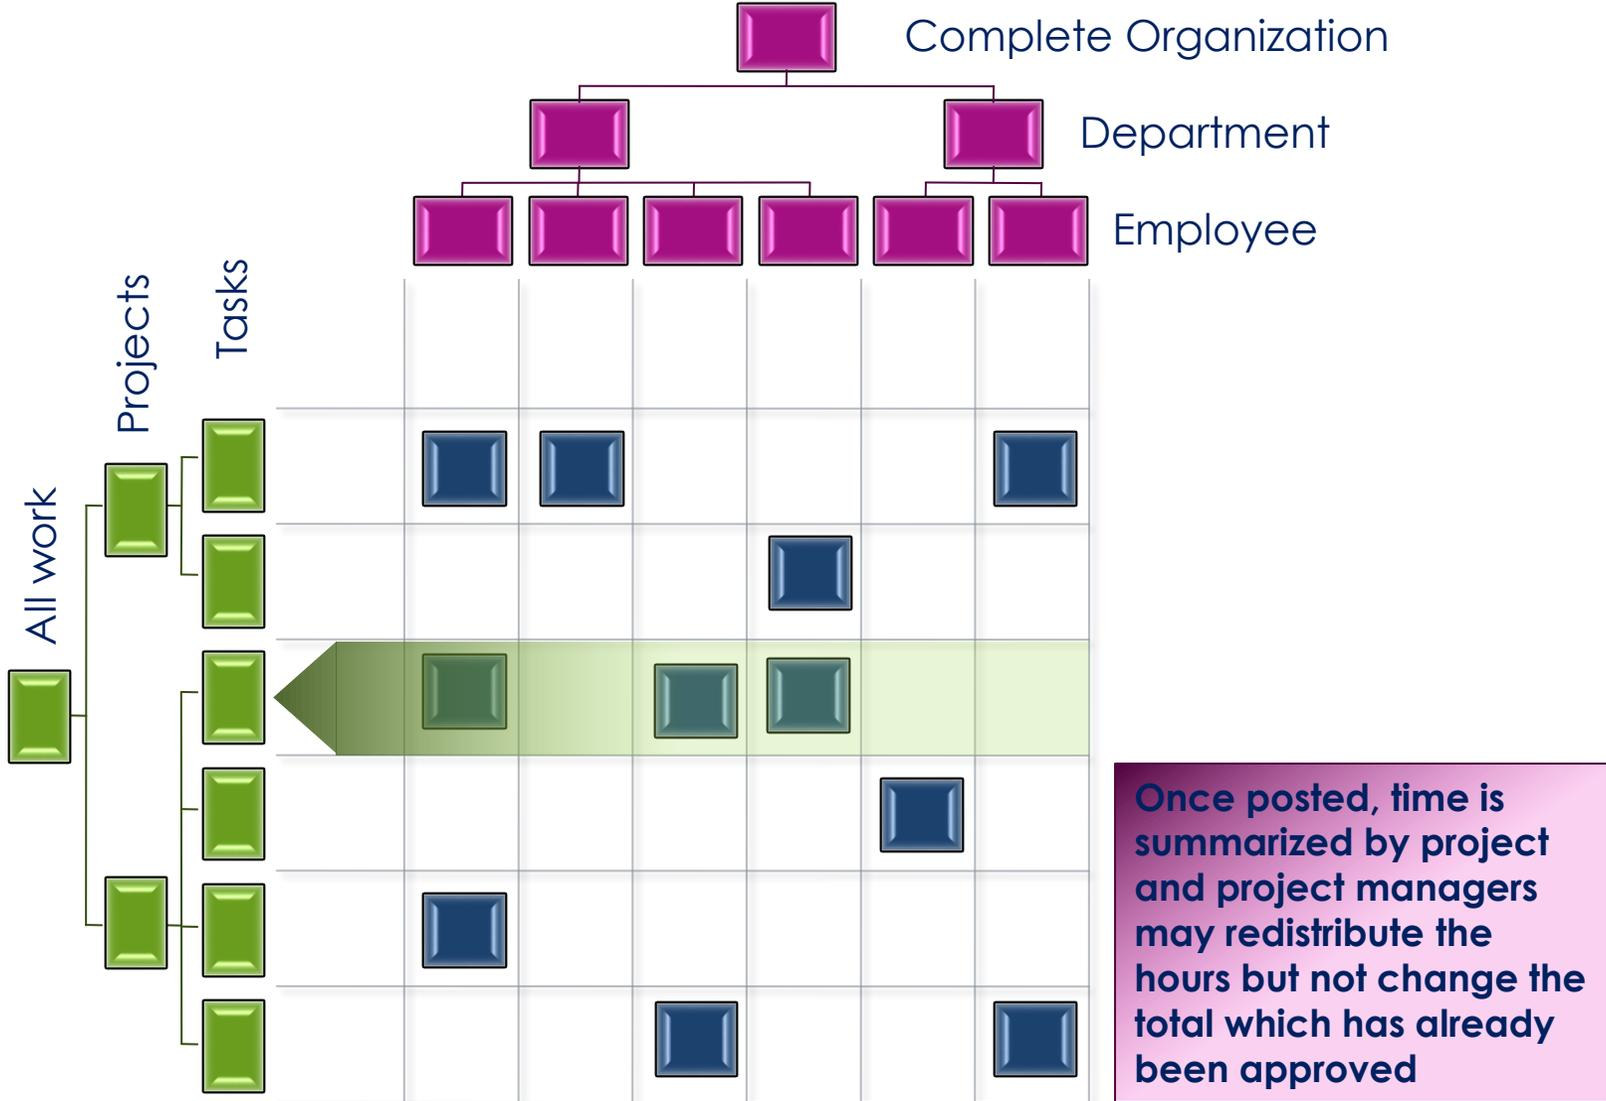 Complete Organization
Department
Employee
Tasks
Projects
All work
Once posted, time is
summarized by project
and project managers
may redistribute the
hours but not change the
total which has already
been approved